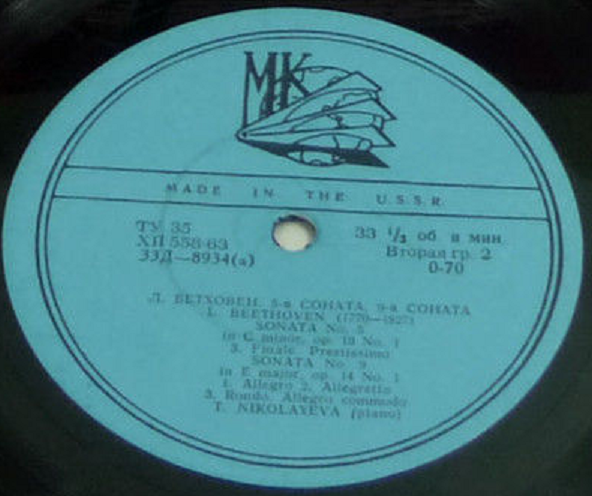 МК
MADE IN THE U.S.S.R.
ТУ 35
ХП 558-63
33Д—8934(а)
33 1/3 об. в мин.
Вторая гр. 2
0-70
Л. БЕТХОВЕН. 5-я СОНАТА, 9-я СОНАТА
L. BEETHOVEN (1770—1827)
SONATA No. 5
in C minor, op. 10 No. 1
3. Finale. Prestissimo
SONATA No. 9
in E major, op. 14 No. 1
1. Allegro 2. Allegretto
3. Rondo. Allegro commodo
T. NIKOLAYEVA (piano)